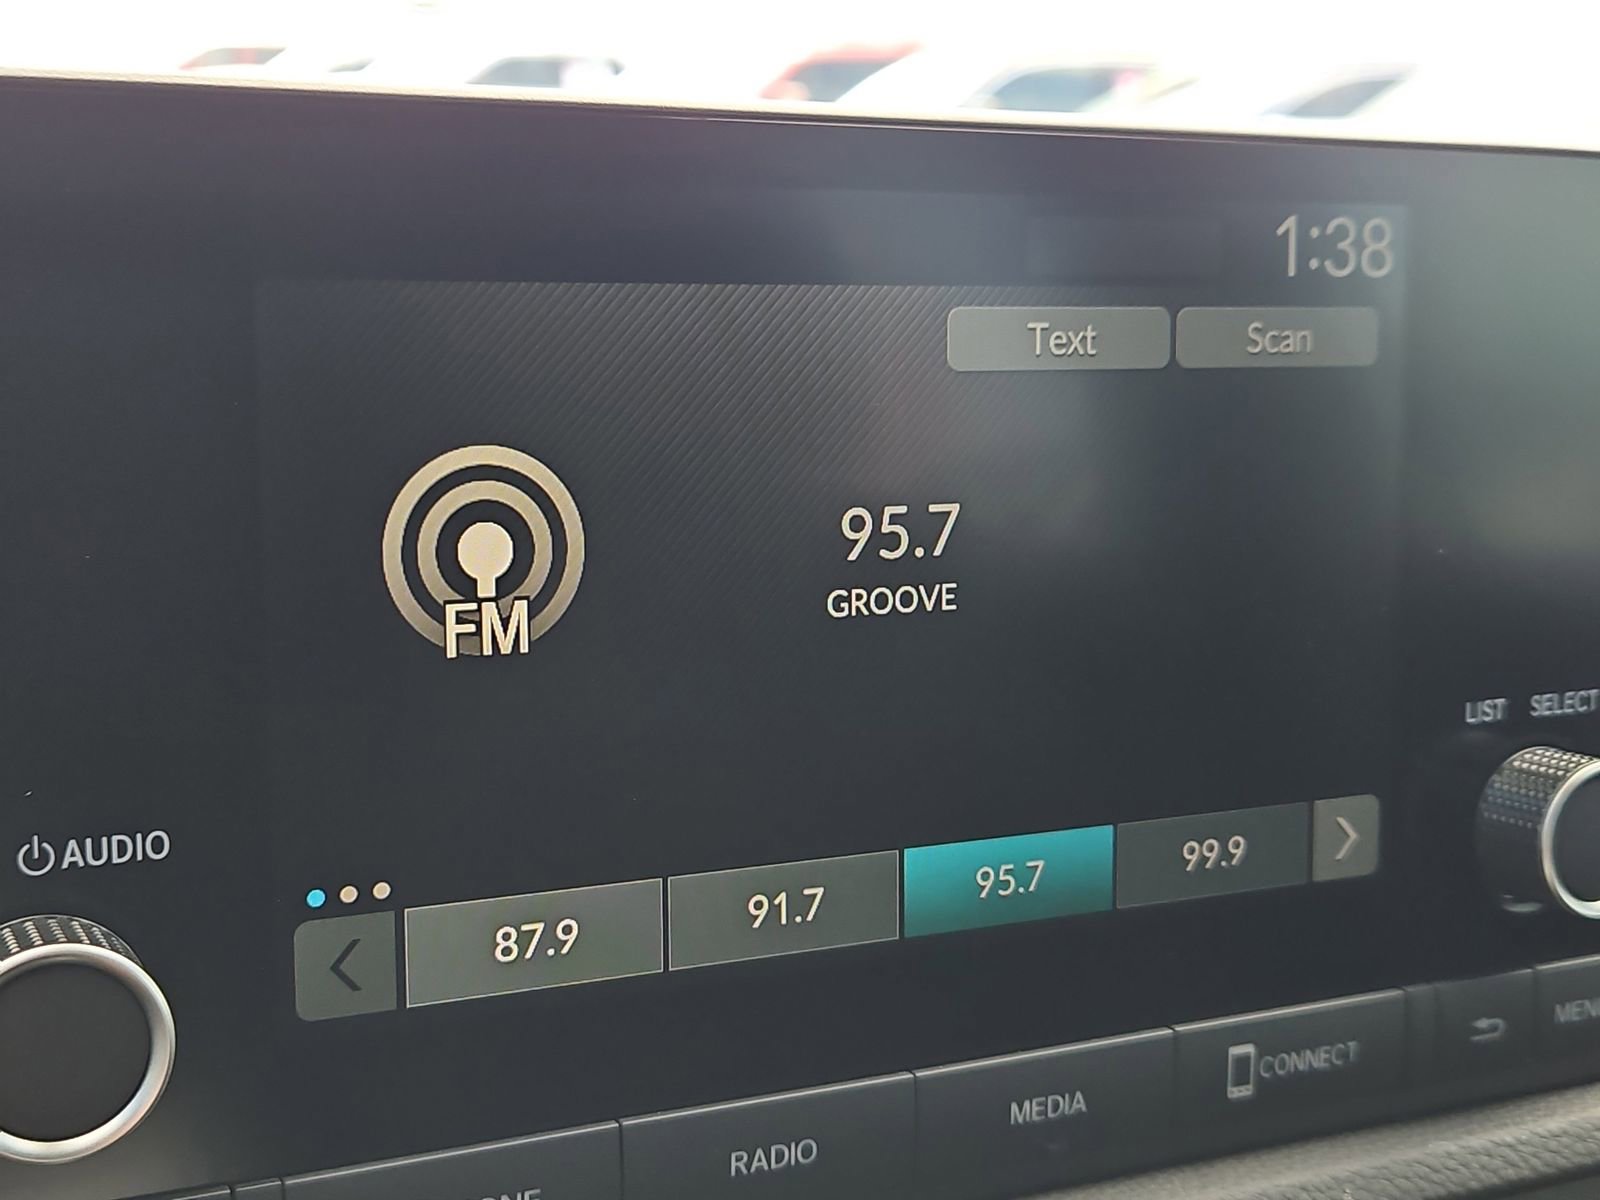 1:38
Text Scan
95.7
GROOVE
FM
LIST SELECT
AUDIO
87.9 91.7 95.7 99.9
CONNECT
MEDIA
RADIO